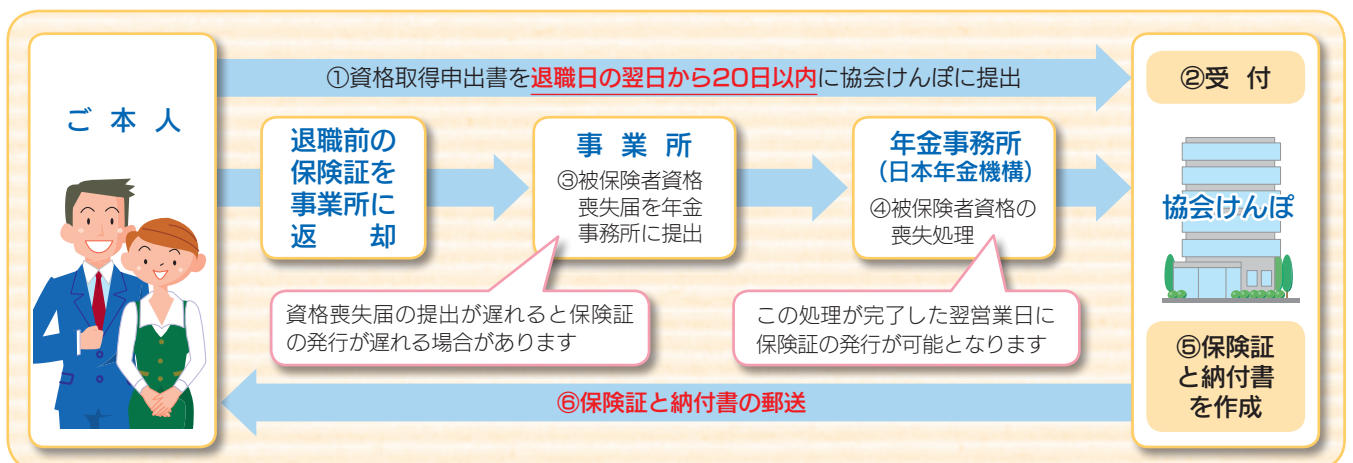 ご本人
①資格取得申出書を退職日の翌日から20日以内に協会けんぽに提出
退職前の
保険証を
事業所に
返却
事業所
③被保険者資格
喪失届を年金
事務所に提出
資格喪失届の提出が遅れると保険証
の発行が遅れる場合があります
年金事務所
(日本年金機構)
④被保険者資格の
喪失処理
この処理が完了した翌営業日に
保険証の発行が可能となります
②受付
協会けんぽ
⑤保険証
と納付書
を作成
⑥保険証と納付書の郵送